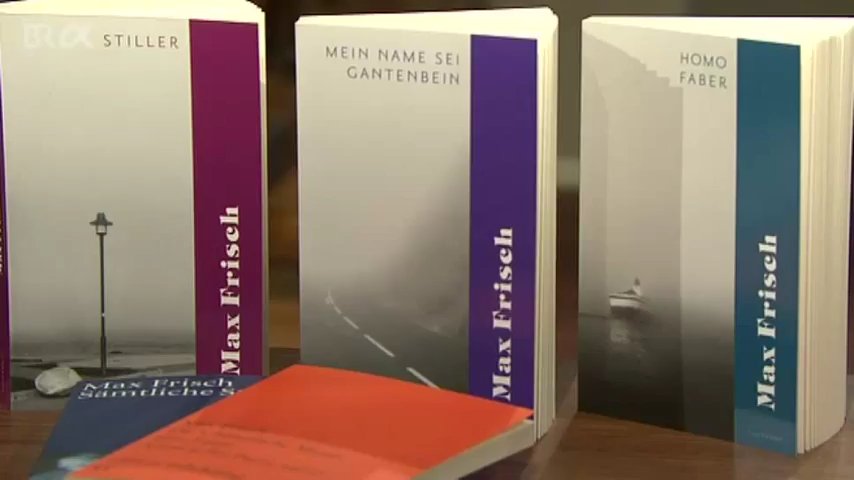 BR
STILLER
Max Frisch
MEIN NAME SEI
GANTENBEIN
Max Frisch
HOMO
FABER
Max Frisch
Max Frisch
Sämtliche